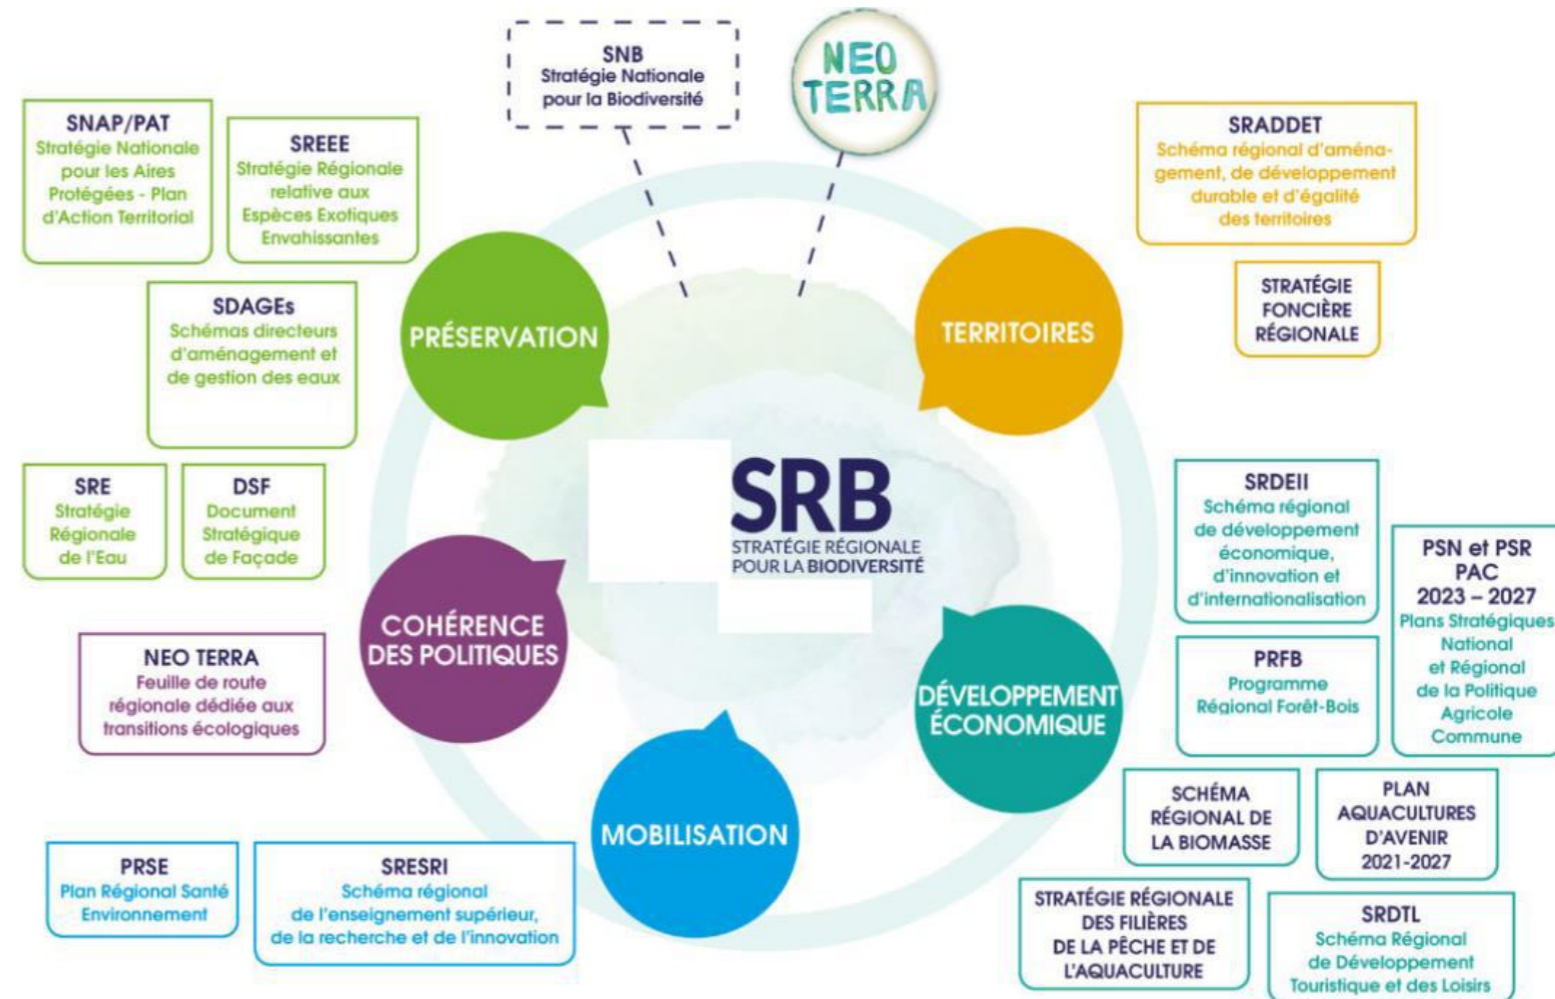 SNB
Stratégie Nationale
pour la Biodiversité
NEO
TERRA
SNAP/PAT
Stratégie Nationale
pour les Aires
Protégées - Plan
d'Action Territorial
SREEE
Stratégie Régionale
relative aux
Espèces Exotiques
Envahissantes
SDAGEs
Schémas directeurs
d'aménagement et
de gestion des eaux
SRE
Stratégie
Régionale
de l'Eau
DSF
Document
Stratégique
de Façade
PRÉSERVATION
TERRITOIRES
SRADDET
Schéma régional d'aména-
gement, de développement
durable et d'égalité
des territoires
STRATÉGIE
FONCIÈRE
RÉGIONALE
SRB
STRATÉGIE RÉGIONALE
POUR LA BIODIVERSITÉ
COHÉRENCE
DES POLITIQUES
NEO TERRA
Feuille de route
régionale dédiée aux
transitions écologiques
DÉVELOPPEMENT
ÉCONOMIQUE
SRDEII
Schéma régional
de développement
économique,
d'innovation et
d'internationalisation
PSN et PSR
PAC
2023 – 2027
Plans Stratégiques
National
et Régional
de la Politique
Agricole
Commune
PRFB
Programme
Régional Forêt-Bois
SCHÉMA
RÉGIONAL DE
LA BIOMASSE
PLAN
AQUACULTURES
D'AVENIR
2021-2027
STRATÉGIE RÉGIONALE
DES FILIÈRES
DE LA PÊCHE ET DE
L'AQUACULTURE
SRDTL
Schéma Régional
de Développement
Touristique et des Loisirs
MOBILISATION
PRSE
Plan Régional Santé
Environnement
SRESRI
Schéma régional
de l'enseignement supérieur,
de la recherche et de l'innovation